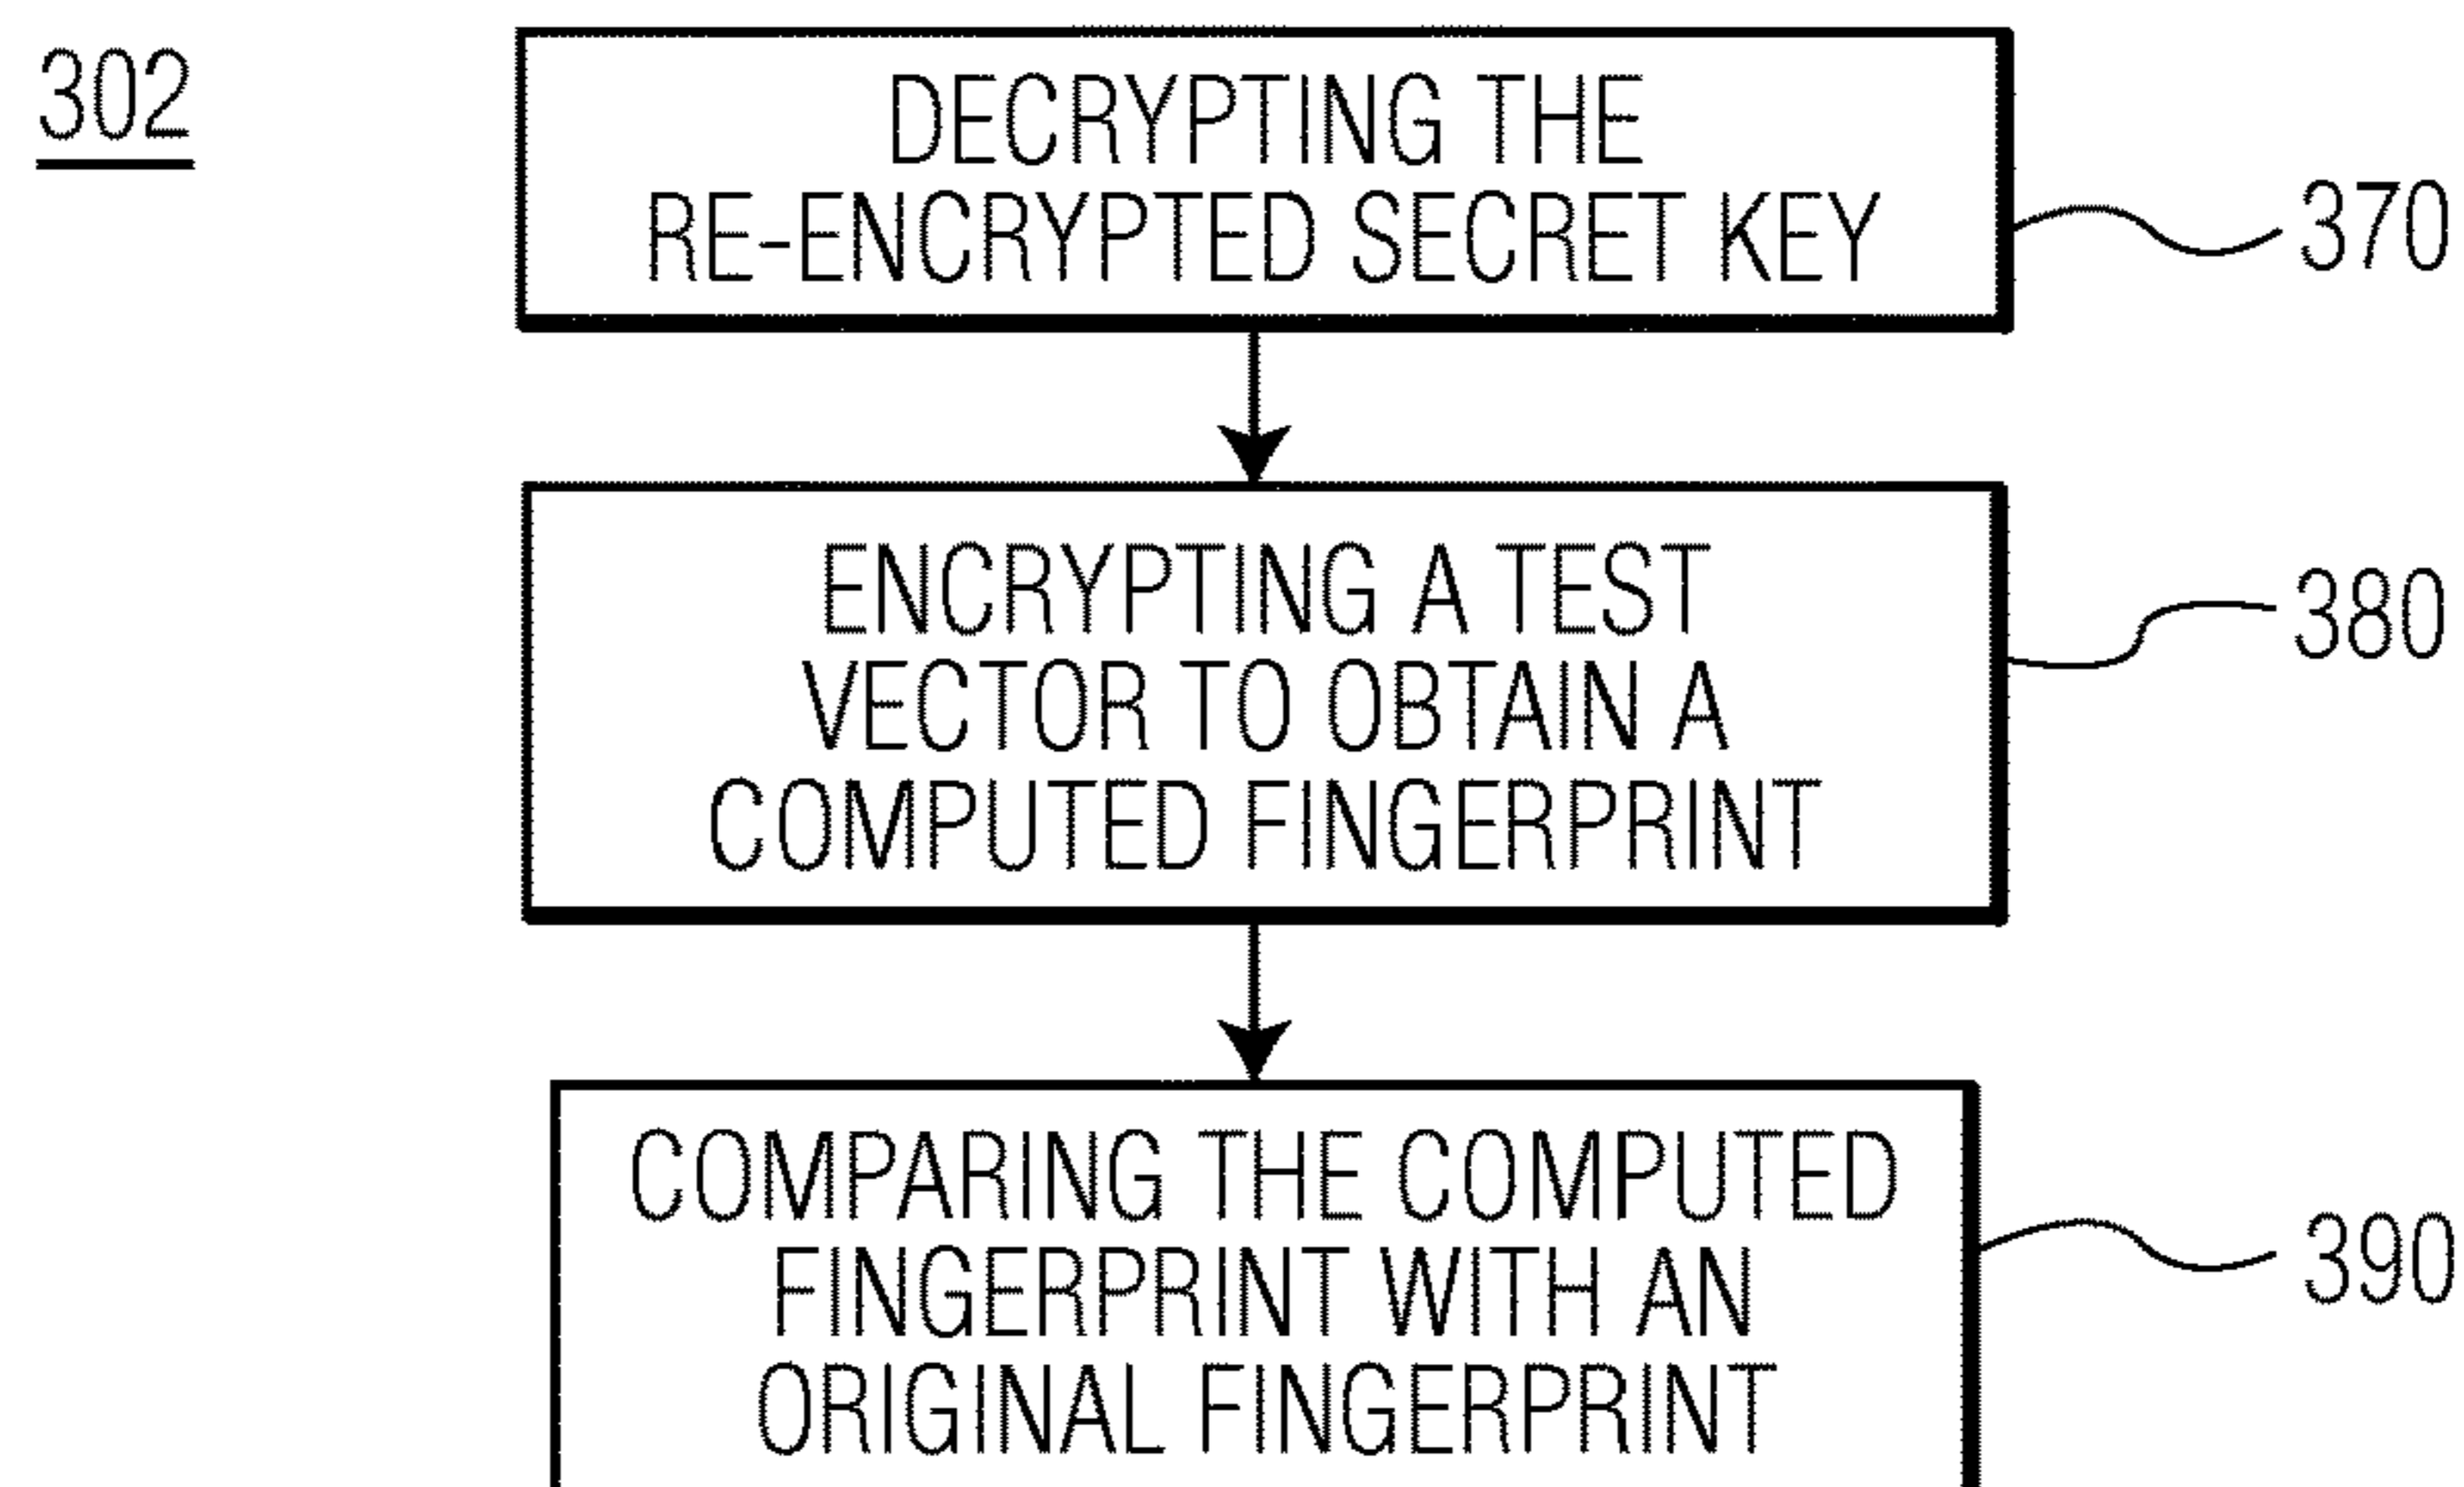 302
DECRYPTING THE
RE-ENCRYPTED SECRET KEY
370
ENCRYPTING A TEST
VECTOR TO OBTAIN A
COMPUTED FINGERPRINT
380
COMPARING THE COMPUTED
FINGERPRINT WITH AN
ORIGINAL FINGERPRINT
390